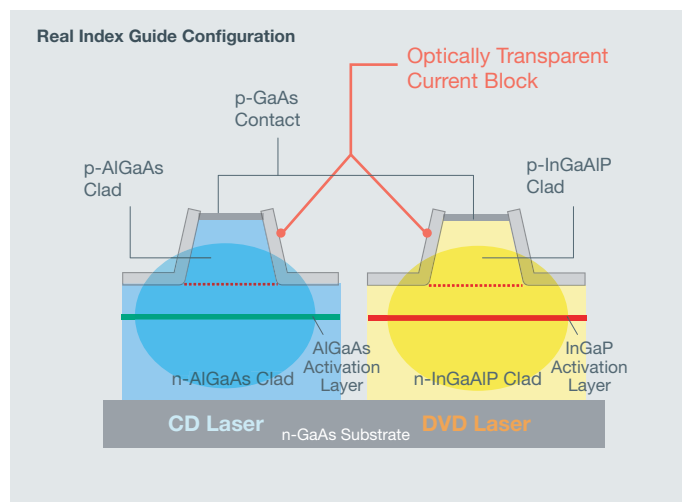 Real Index Guide Configuration
Optically Transparent
Current Block
p-GaAs
Contact
p-AlGaAs
Clad
p-InGaAlP
Clad
AlGaAs
Activation
Layer
n-AlGaAs Clad
InGaP
Activation
Layer
n-InGaAlP Clad
CD Laser
n-GaAs Substrate
DVD Laser